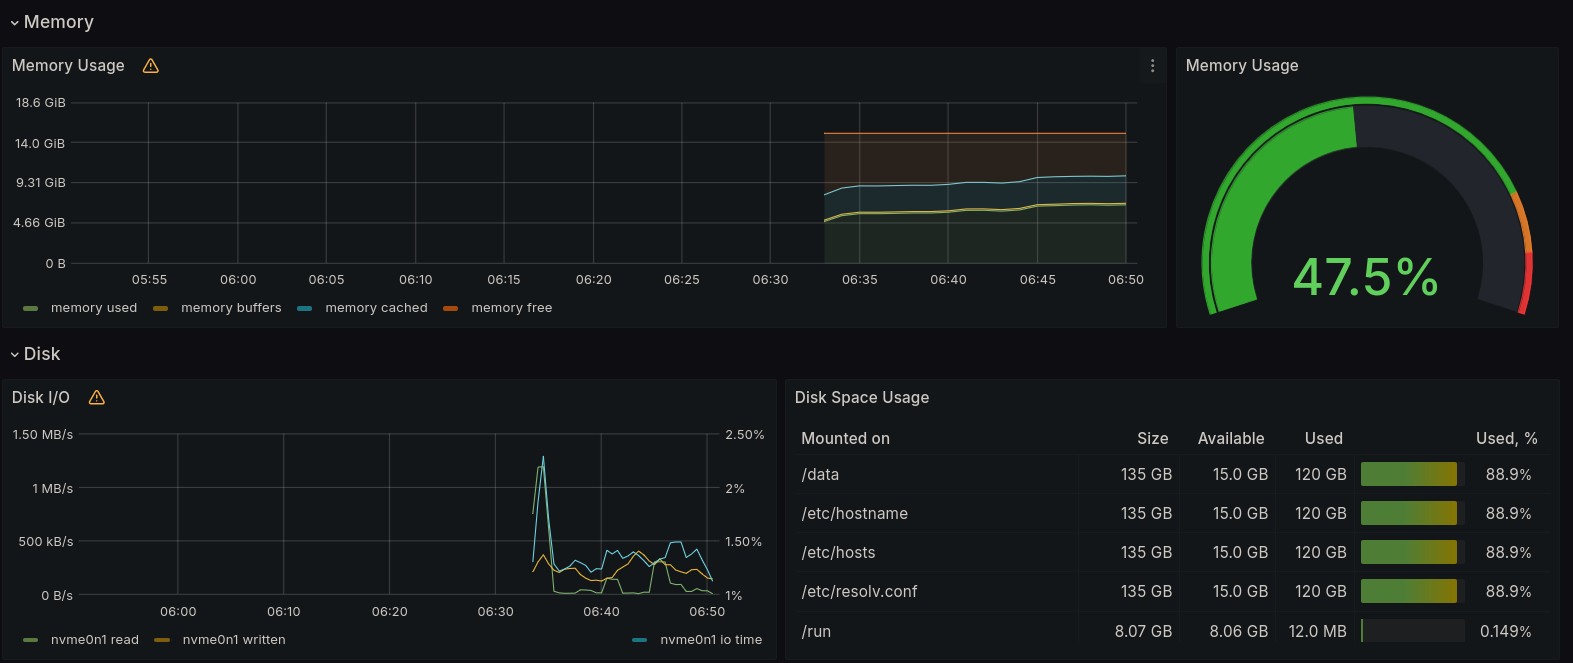 Memory
Memory Usage
18.6 GiB
14.0 GiB
9.31 GiB
4.66 GiB
0 B
05:55 06:00 06:05 06:10 06:15 06:20 06:25 06:30 06:35 06:40 06:45 06:50
memory used memory buffers memory cached memory free
Memory Usage
47.5%
Disk
Disk I/O
1.50 MB/s 2.50%
1 MB/s 2%
500 kB/s 1.50%
0 B/s 1%
06:00 06:10 06:20 06:30 06:40 06:50
nvme0n1 read nvme0n1 written nvme0n1 io time
Disk Space Usage
Mounted on Size Available Used Used, %
/data 135 GB 15.0 GB 120 GB 88.9%
/etc/hostname 135 GB 15.0 GB 120 GB 88.9%
/etc/hosts 135 GB 15.0 GB 120 GB 88.9%
/etc/resolv.conf 135 GB 15.0 GB 120 GB 88.9%
/run 8.07 GB 8.06 GB 12.0 MB 0.149%